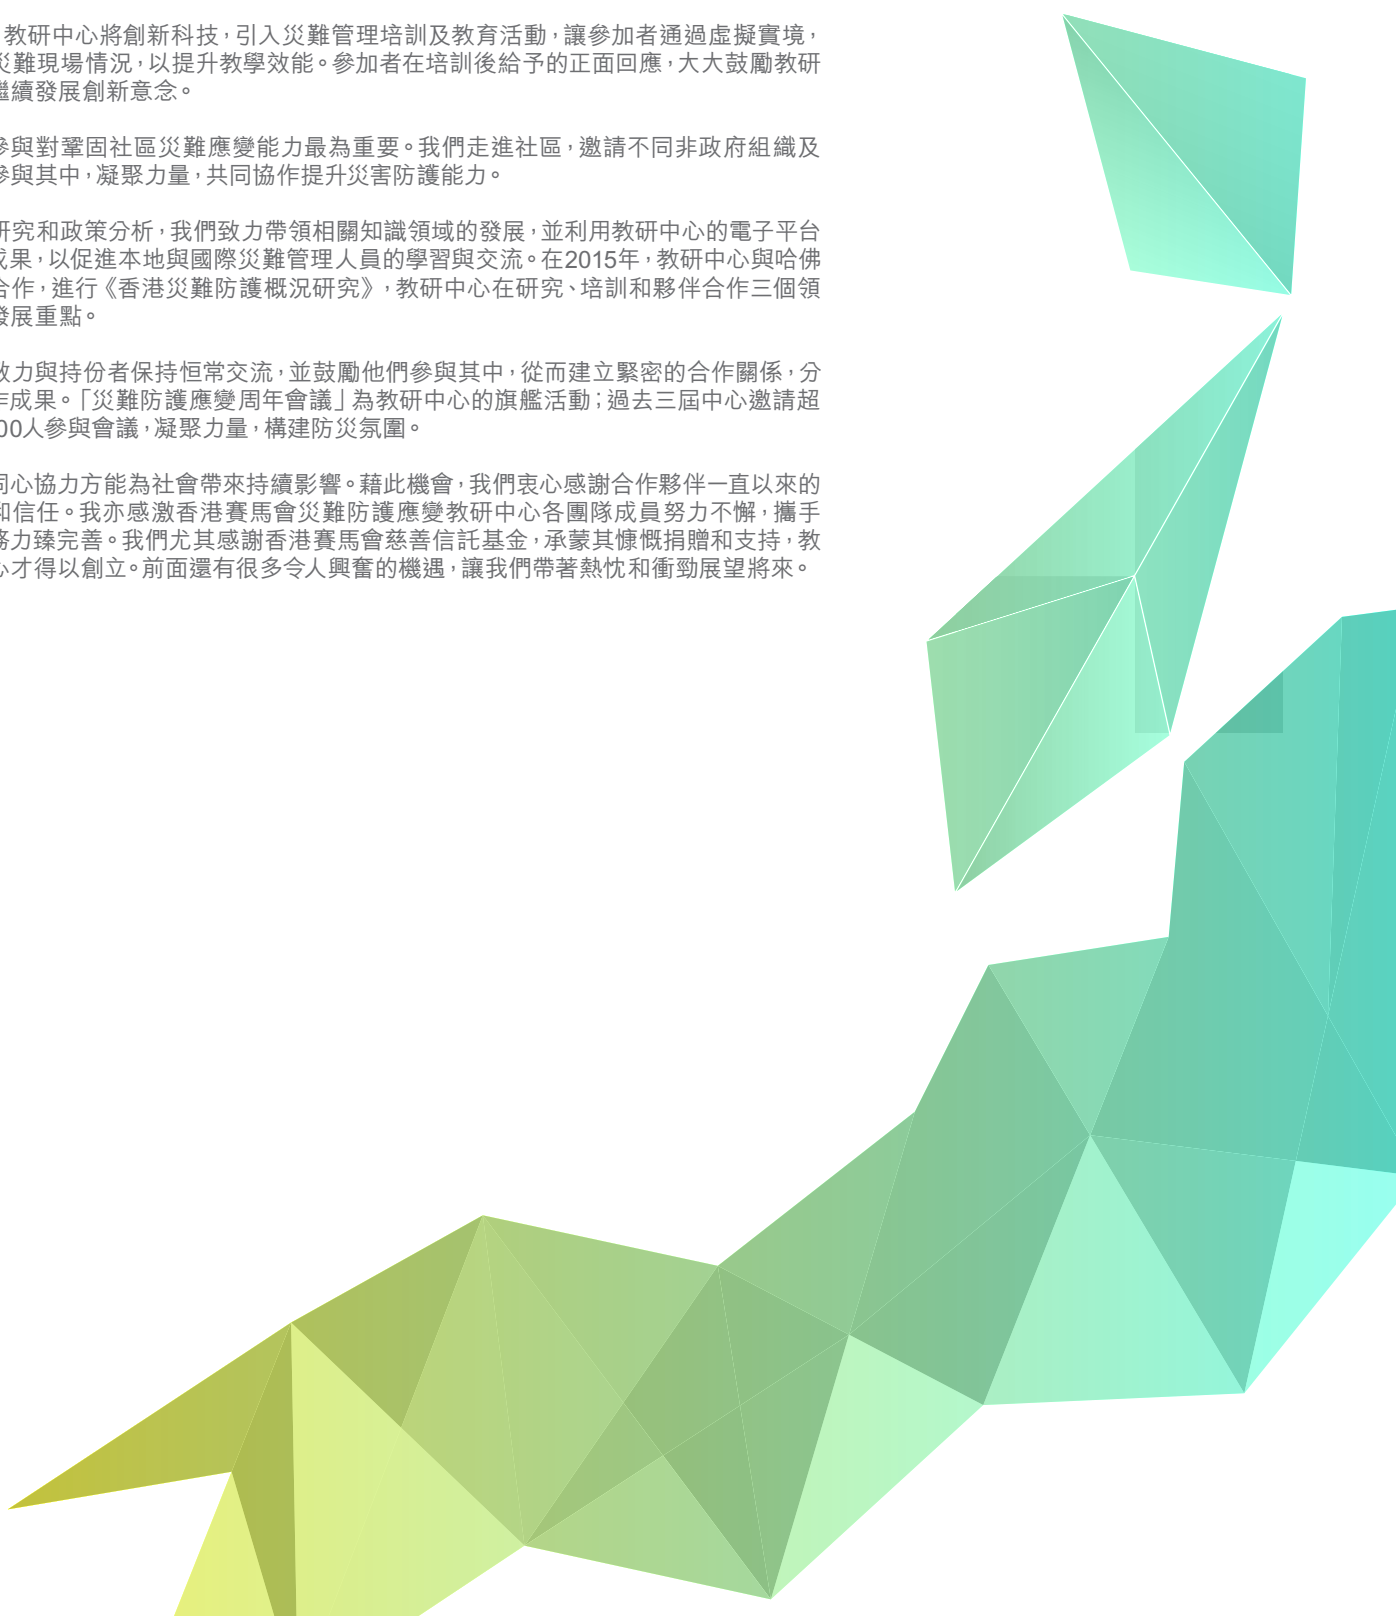 教研中心將創新科技，引入災難管理培訓及教育活動，讓參加者通過虛擬實境，
災難現場情況，以提升教學效能。參加者在培訓後給予的正面回應，大大鼓勵教研
繼續發展創新意念。
參與對鞏固社區災難應變能力最為重要。我們走進社區，邀請不同非政府組織及
參與其中，凝聚力量，共同協作提升災害防護能力。
研究和政策分析，我們致力帶領相關知識領域的發展，並利用教研中心的電子平台
成果，以促進本地與國際災難管理人員的學習與交流。在2015年，教研中心與哈佛
合作，進行《香港災難防護概況研究》，教研中心在研究、培訓和夥伴合作三個領
發展重點。
致力與持份者保持恒常交流，並鼓勵他們參與其中，從而建立緊密的合作關係，分
作成果。「災難防護應變周年會議」為教研中心的旗艦活動；過去三屆中心邀請超
00人參與會議，凝聚力量，構建防災氛圍。
同心協力方能為社會帶來持續影響。藉此機會，我們衷心感謝合作夥伴一直以來的
和信任。我亦感激香港賽馬會災難防護應變教研中心各團隊成員努力不懈，攜手
務力臻完善。我們尤其感謝香港賽馬會慈善信託基金，承蒙其慷慨捐贈和支持，教
心才得以創立。前面還有很多令人興奮的機遇，讓我們帶著熱忱和衝勁展望將來。